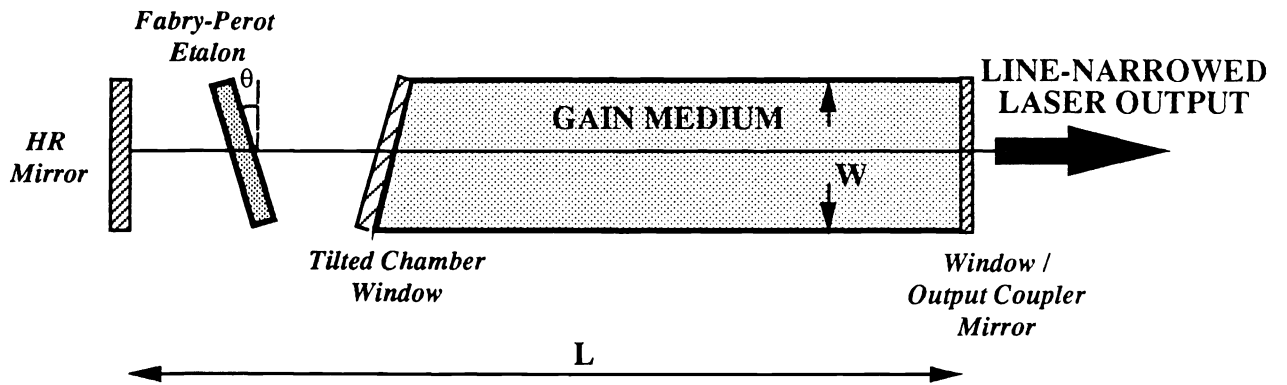 Fabry-Perot
Etalon
θ
HR
Mirror
GAIN MEDIUM
W
LINE-NARROWED
LASER OUTPUT
Tilted Chamber
Window
Window /
Output Coupler
Mirror
L